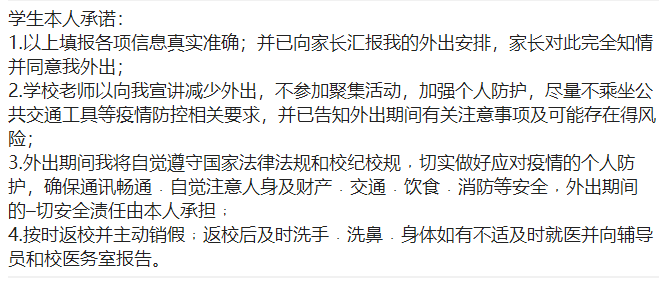 学生本人承诺：
1.以上填报各项信息真实准确；并已向家长汇报我的外出安排，家长对此完全知情
并同意我外出；
2.学校老师以向我宣讲减少外出，不参加聚集活动，加强个人防护，尽量不乘坐公
共交通工具等疫情防控相关要求，并已告知外出期间有关注意事项及可能存在得风
险；
3.外出期间我将自觉遵守国家法律法规和校纪校规﹑切实做好应对疫情的个人防
护，确保通讯畅通﹒自觉注意人身及财产﹒交通﹒饮食﹒消防等安全﹐外出期间
的–切安全渍任由本人承担﹔
4.按时返校并主动销假﹔返校后及时洗手﹒洗鼻﹒身体如有不适及时就医并向辅导
员和校医务室报告。